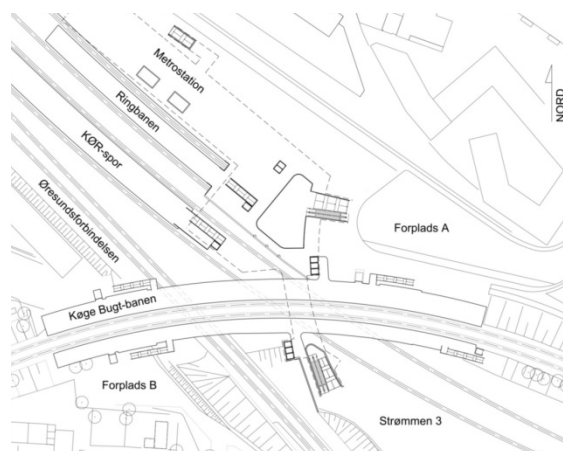 Metrostation
NORD
Ringbanen
KØR-spor
Øresundsforbindelsen
Forplads A
Køge Bugt-banen
Forplads B
Strømmen 3